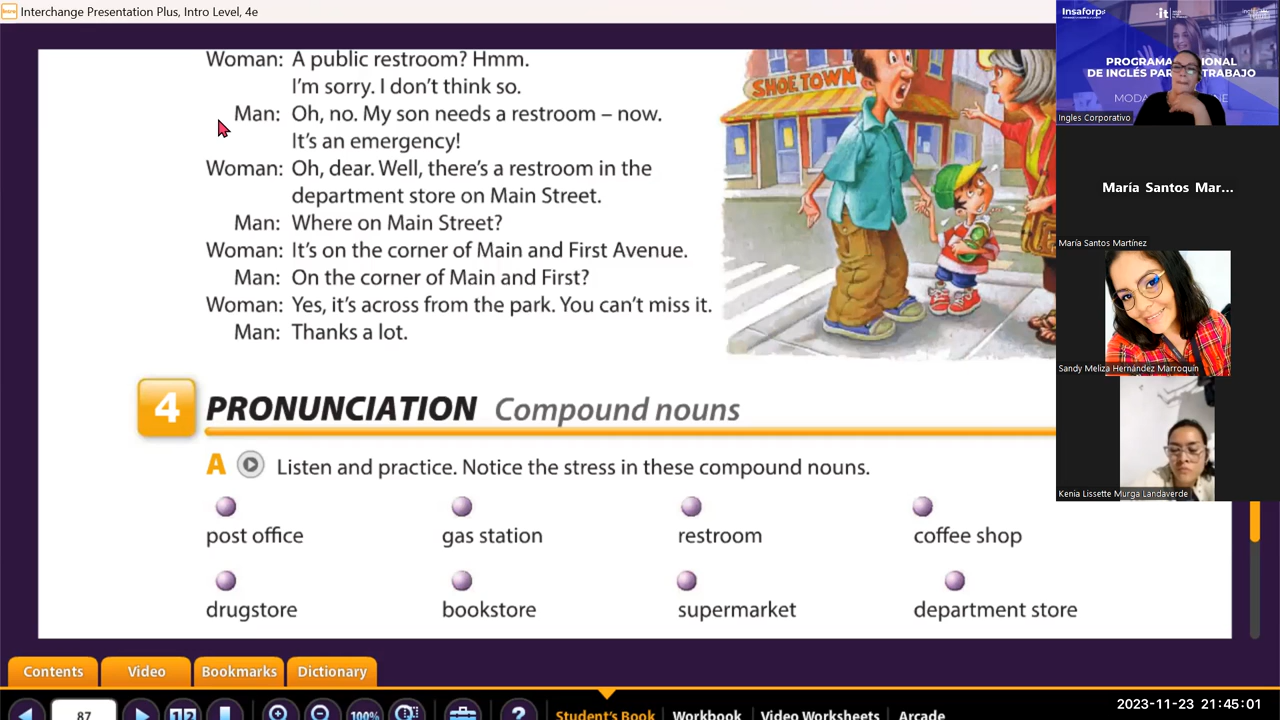 Interchange Presentation Plus, Intro Level, 4e
Woman: A public restroom? Hmm.
I'm sorry. I don't think so.
Man: Oh, no. My son needs a restroom – now.
It's an emergency!
Woman: Oh, dear. Well, there's a restroom in the
department store on Main Street.
Man: Where on Main Street?
Woman: It's on the corner of Main and First Avenue.
Man: On the corner of Main and First?
Woman: Yes, it's across from the park. You can't miss it.
Man: Thanks a lot.
SHOE TOWN
4 PRONUNCIATION Compound nouns
A Listen and practice. Notice the stress in these compound nouns.
post office gas station restroom coffee shop
drugstore bookstore supermarket department store
Insaforp
Ingles Corporativo
María Santos Mar...
María Santos Martínez
Sandy Meliza Hernández Marroquín
Kenia Lissette Murga Landaverde
Contents Video Bookmarks Dictionary
87 100% ? Student's Book Workbook Video Worksheets Arcade
2023-11-23 21:45:01